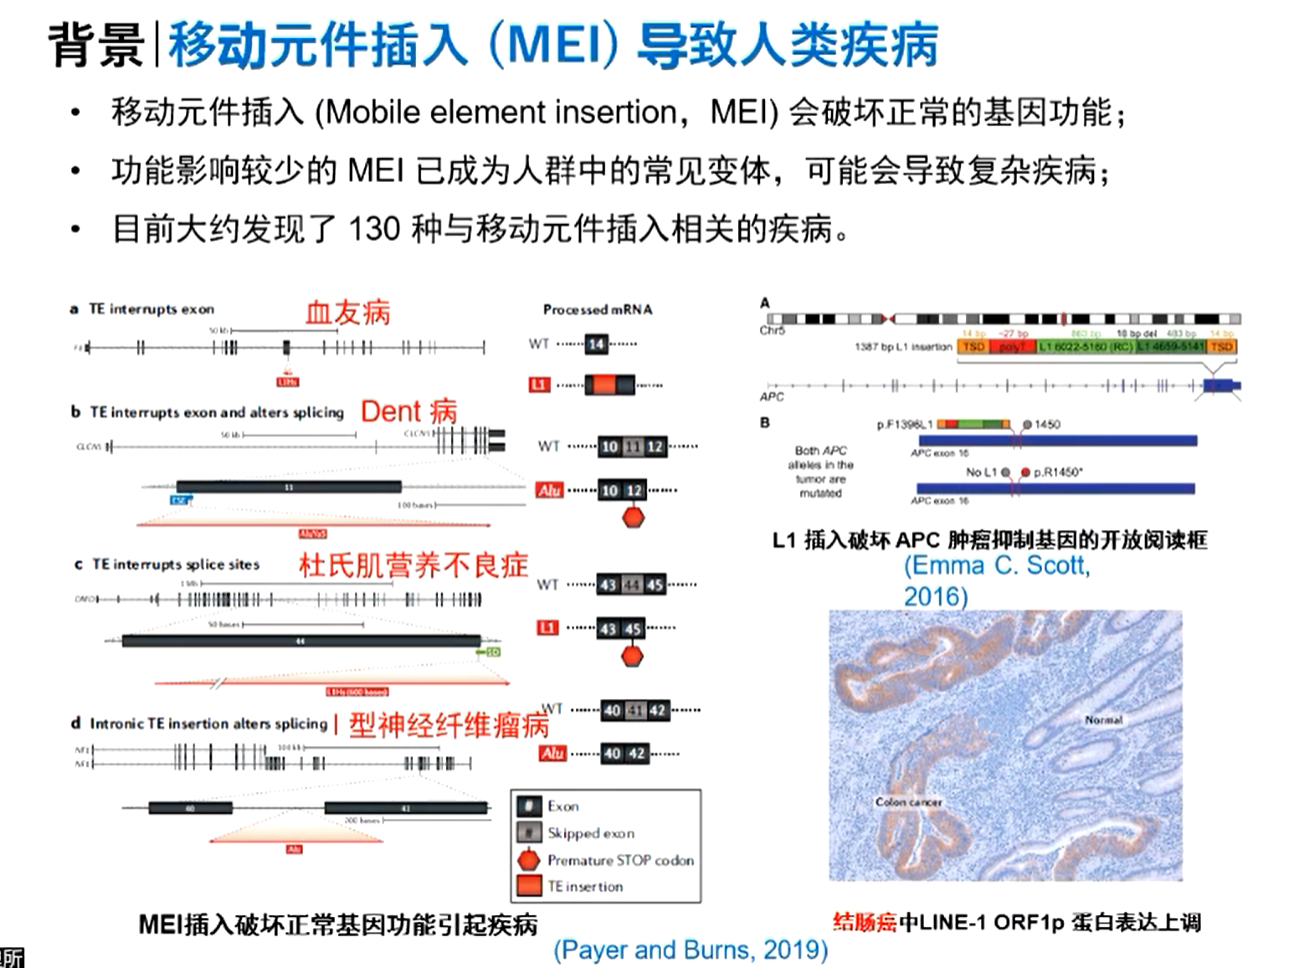 背景|移动元件插入 (MEI) 导致人类疾病
• 移动元件插入 (Mobile element insertion，MEI) 会破坏正常的基因功能；
• 功能影响较少的 MEI 已成为人群中的常见变体，可能会导致复杂疾病；
• 目前大约发现了 130 种与移动元件插入相关的疾病。
a TE interrupts exon 血友病
Processed mRNA
50 kb
WT 14
L1Hs
L1
b TE interrupts exon and alters splicing Dent 病
50 kb
CLCN5
CLCN5
WT 10 11 12
11
ESE
100 bases
Alu 10 12
AluYa5
c TE interrupts splice sites 杜氏肌营养不良症
1 Mb
DMD
WT 43 44 45
50 bases
44
SD
L1 43 45
L1Hs (600 bases)
d Intronic TE insertion alters splicing I 型神经纤维瘤病
WT 40 41 42
100 kb
NF1
NF1
Alu 40 42
40 41
200 bases
Alu
# Exon
# Skipped exon
Premature STOP codon
TE insertion
MEI插入破坏正常基因功能引起疾病
(Payer and Burns, 2019)
A
Chr5
14 bp ~27 bp 863 bp 18 bp del 483 bp 14 bp
1387 bp L1 insertion TSD polyT L1 6022-5160 (RC) L1 4659-5141 TSD
APC
B
p.F1396L1 1450
APC exon 16
Both APC
alleles in the
tumor are
mutated
No L1 p.R1450*
APC exon 16
L1 插入破坏 APC 肿瘤抑制基因的开放阅读框
(Emma C. Scott,
2016)
Normal
Colon cancer
结肠癌中LINE-1 ORF1p 蛋白表达上调
所